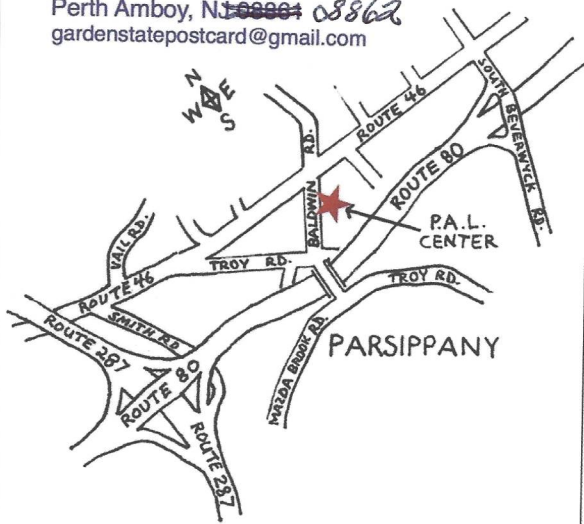 Perth Amboy, NJ 08861 08862
gardenstatepostcard@gmail.com
N
E
W
S
SOUTH BEVERWYCK RD.
ROUTE 46
RD.
BALDWIN
ROUTE 80
P.A.L.
CENTER
VAIL RD.
TROY RD.
TROY RD.
ROUTE 46
SMITH RD
ROUTE 287
MAZDA BROOK RD.
PARSIPPANY
ROUTE 80
ROUTE 287